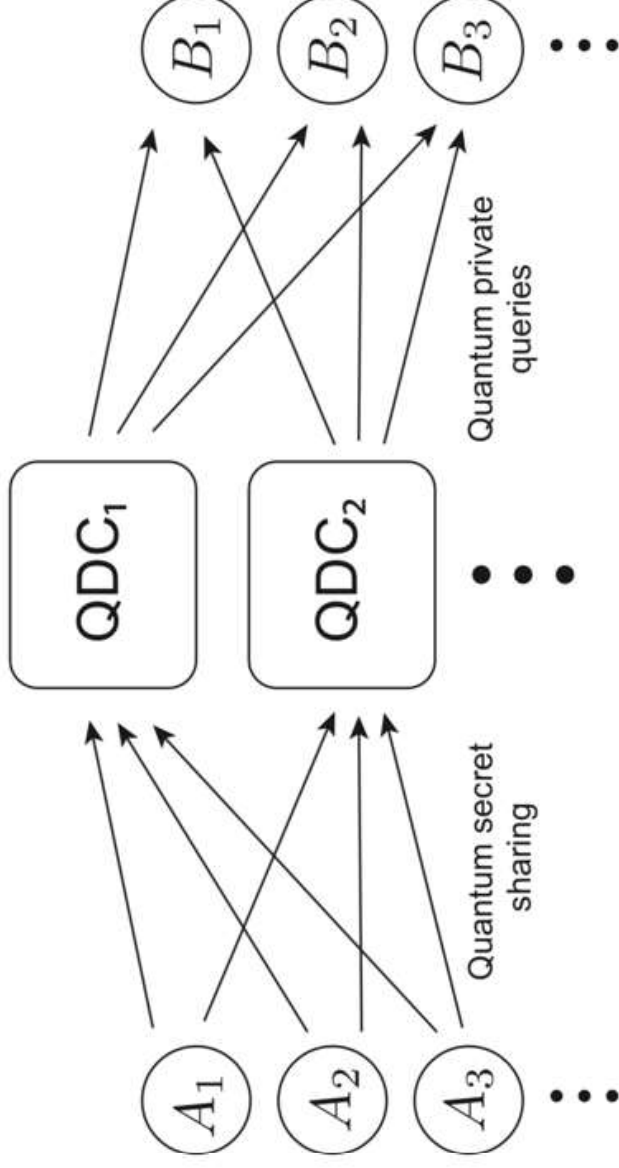 A₁
A₂
A₃
Quantum secret
sharing
QDC₁
QDC₂
Quantum private
queries
B₁
B₂
B₃